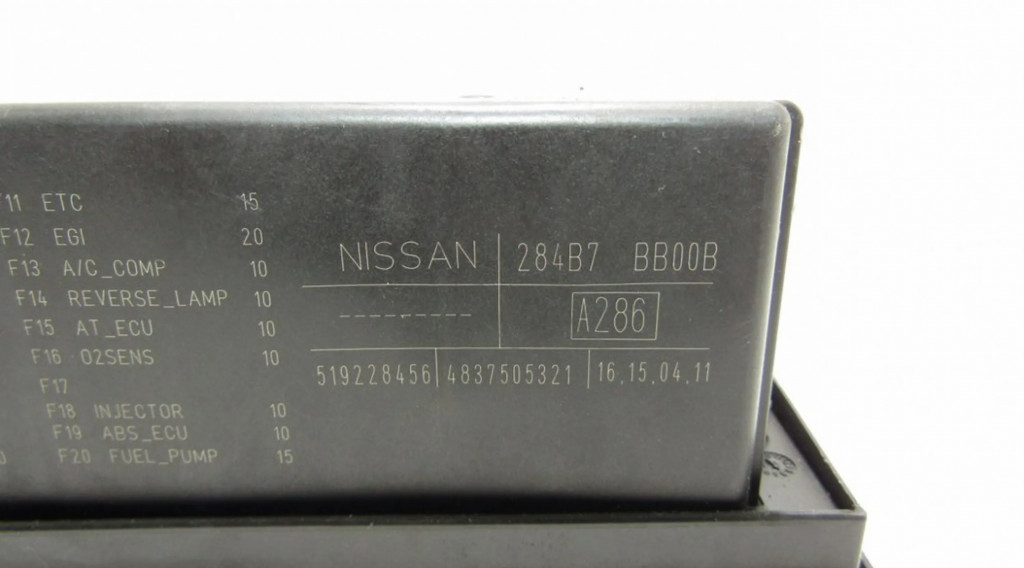 F11 ETC 15
F12 EGI 20
F13 A/C_COMP 10
F14 REVERSE_LAMP 10
F15 AT_ECU 10
F16 O2SENS 10
F17
F18 INJECTOR 10
F19 ABS_ECU 10
F20 FUEL_PUMP 15
NISSAN 284B7 BB00B
--------- A286
519228456 4837505321 16.15.04.11